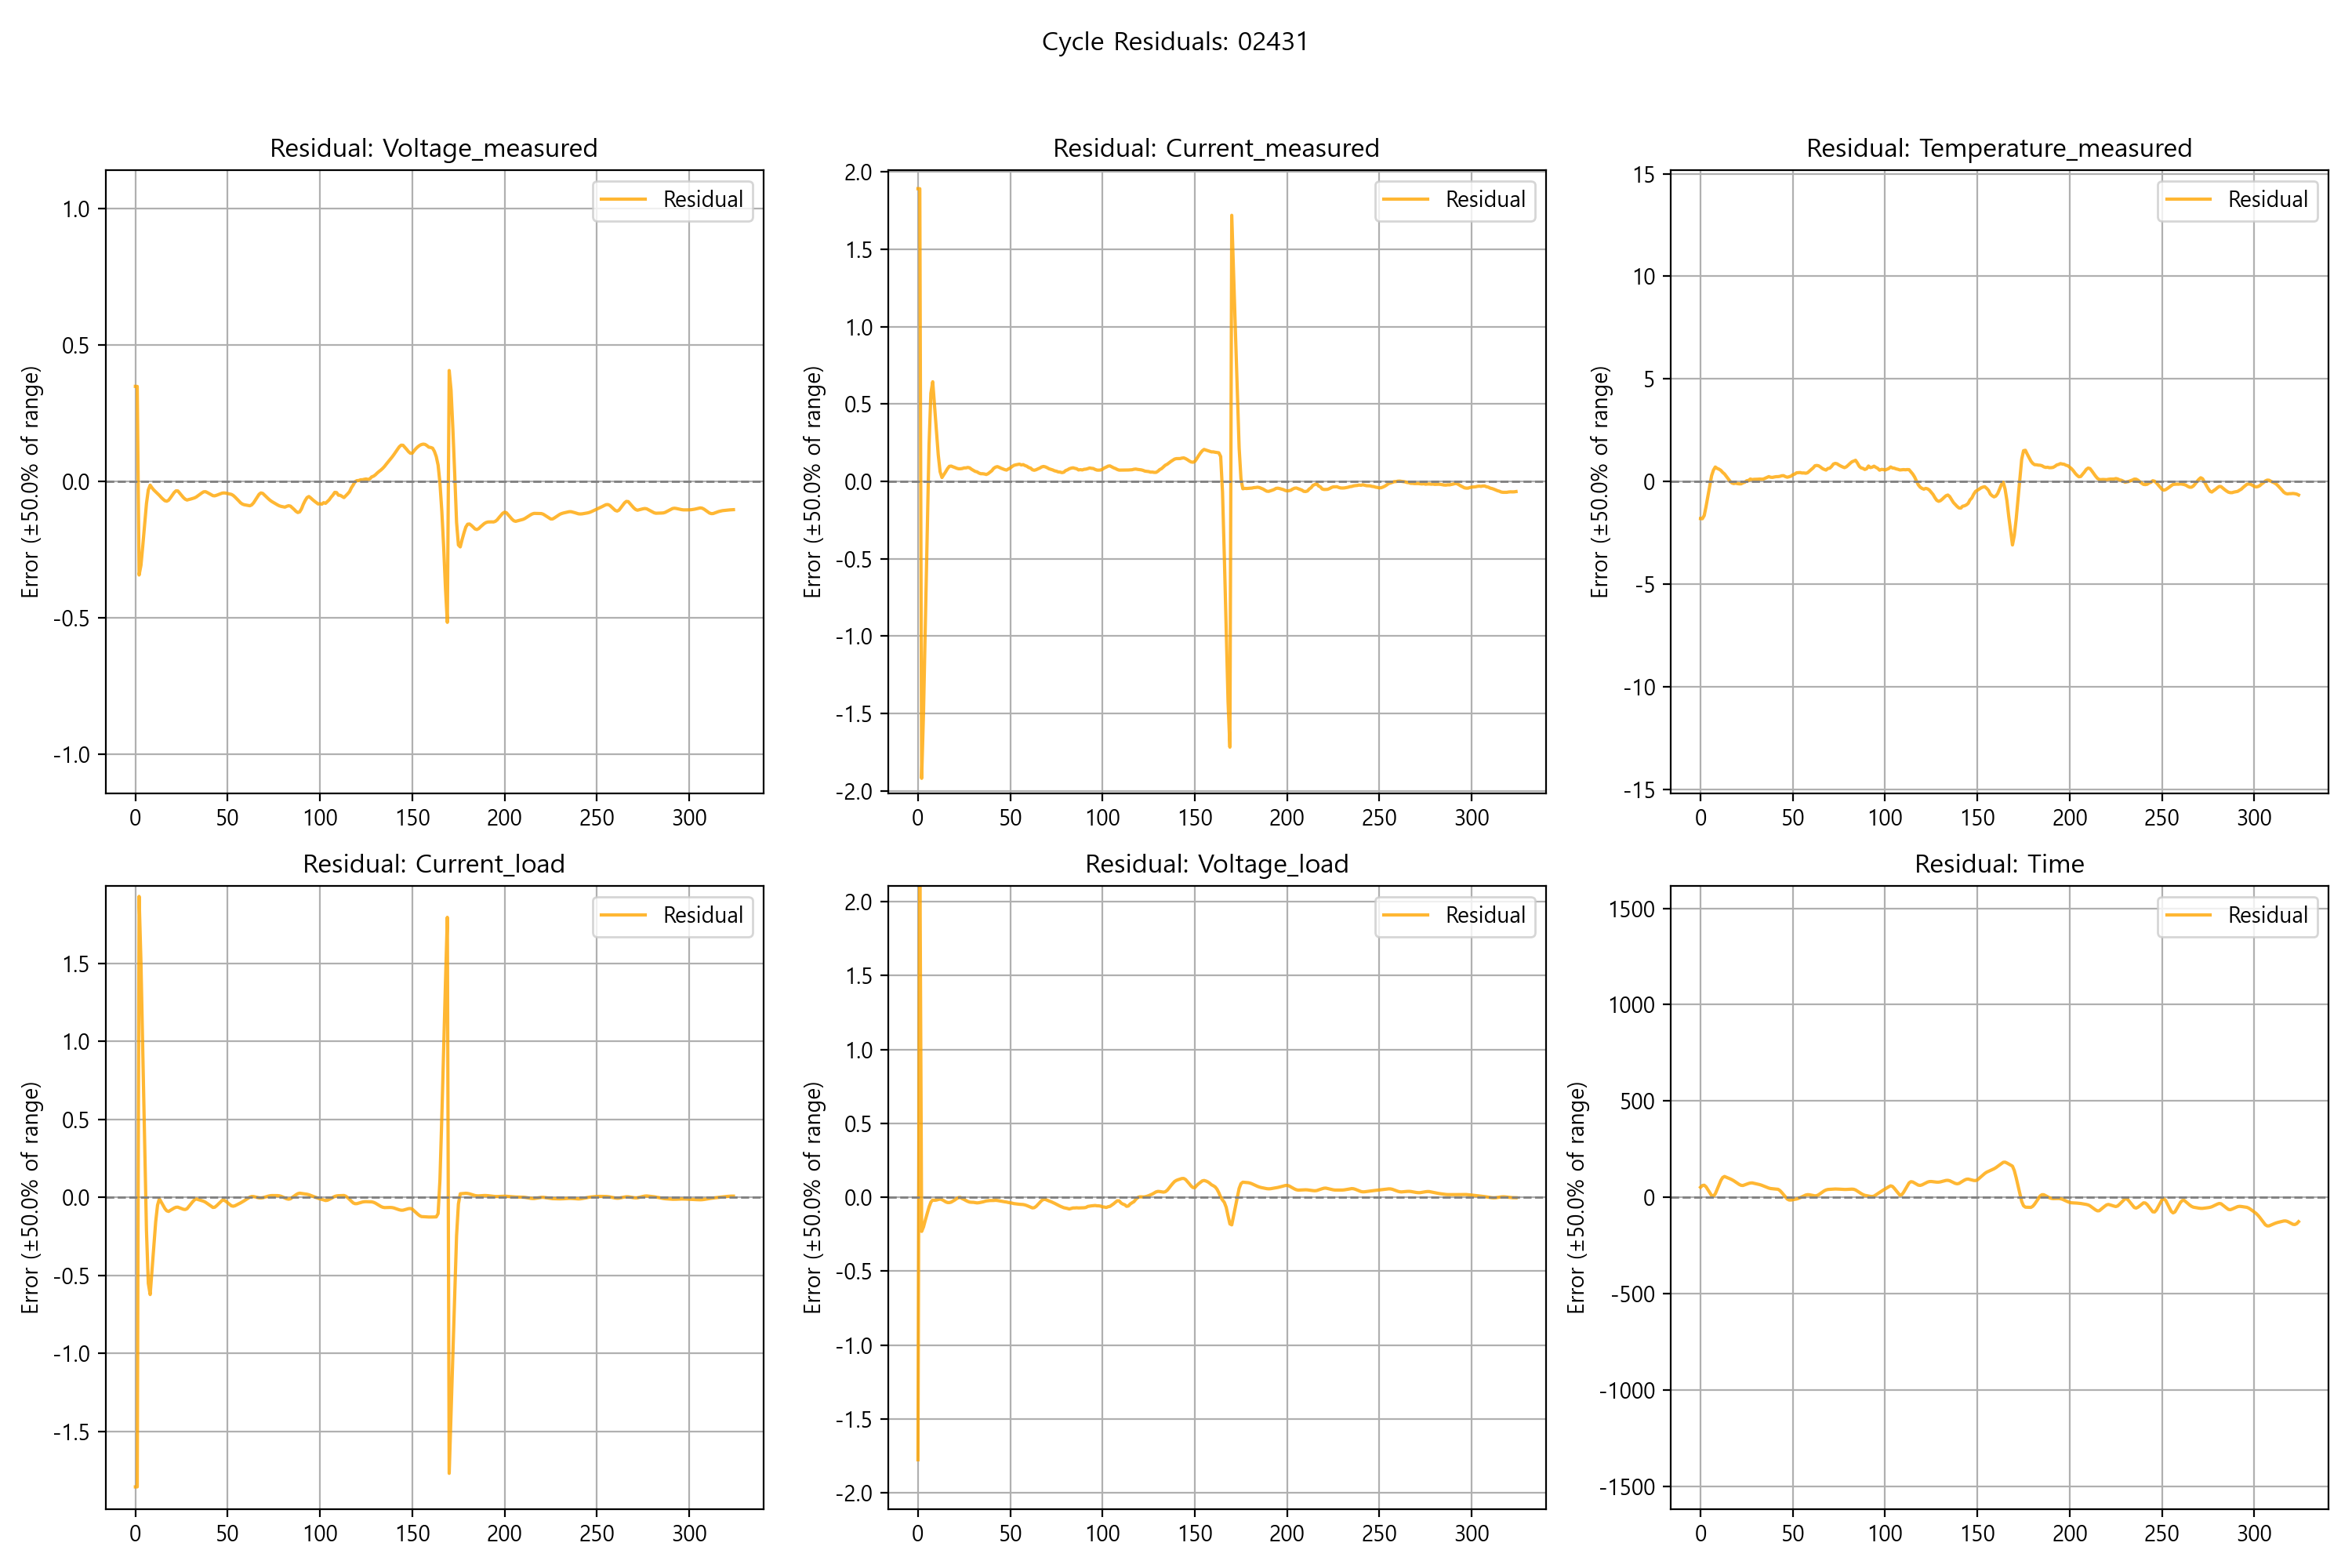 Cycle Residuals: 02431
Residual: Voltage_measured
Residual: Current_measured
Residual: Temperature_measured
Error (±50.0% of range)
1.0
0.5
0.0
-0.5
-1.0
Residual
0 50 100 150 200 250 300
Error (±50.0% of range)
2.0
1.5
1.0
0.5
0.0
-0.5
-1.0
-1.5
-2.0
Residual
0 50 100 150 200 250 300
Error (±50.0% of range)
15
10
5
0
-5
-10
-15
Residual
0 50 100 150 200 250 300
Residual: Current_load
Residual: Voltage_load
Residual: Time
Error (±50.0% of range)
1.5
1.0
0.5
0.0
-0.5
-1.0
-1.5
Residual
0 50 100 150 200 250 300
Error (±50.0% of range)
2.0
1.5
1.0
0.5
0.0
-0.5
-1.0
-1.5
-2.0
Residual
0 50 100 150 200 250 300
Error (±50.0% of range)
1500
1000
500
0
-500
-1000
-1500
Residual
0 50 100 150 200 250 300